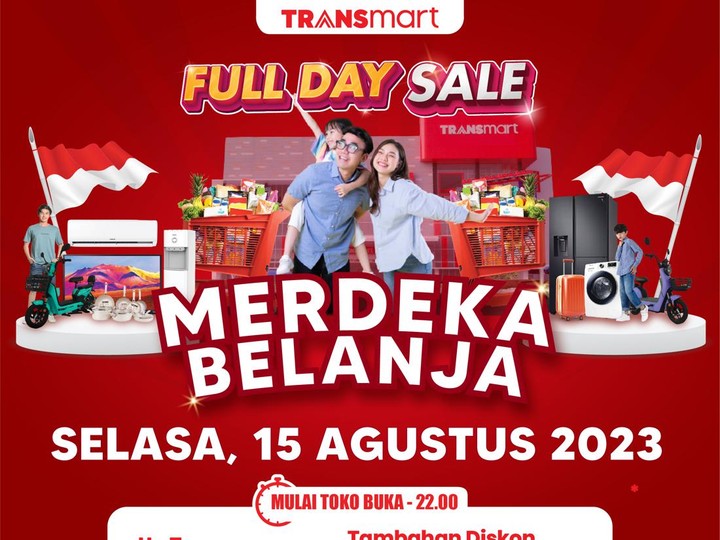 TRANSmart
FULL DAY SALE
TRANSmart
MERDEKA
BELANJA
SELASA, 15 AGUSTUS 2023
MULAI TOKO BUKA - 22.00
Tambahan Diskon